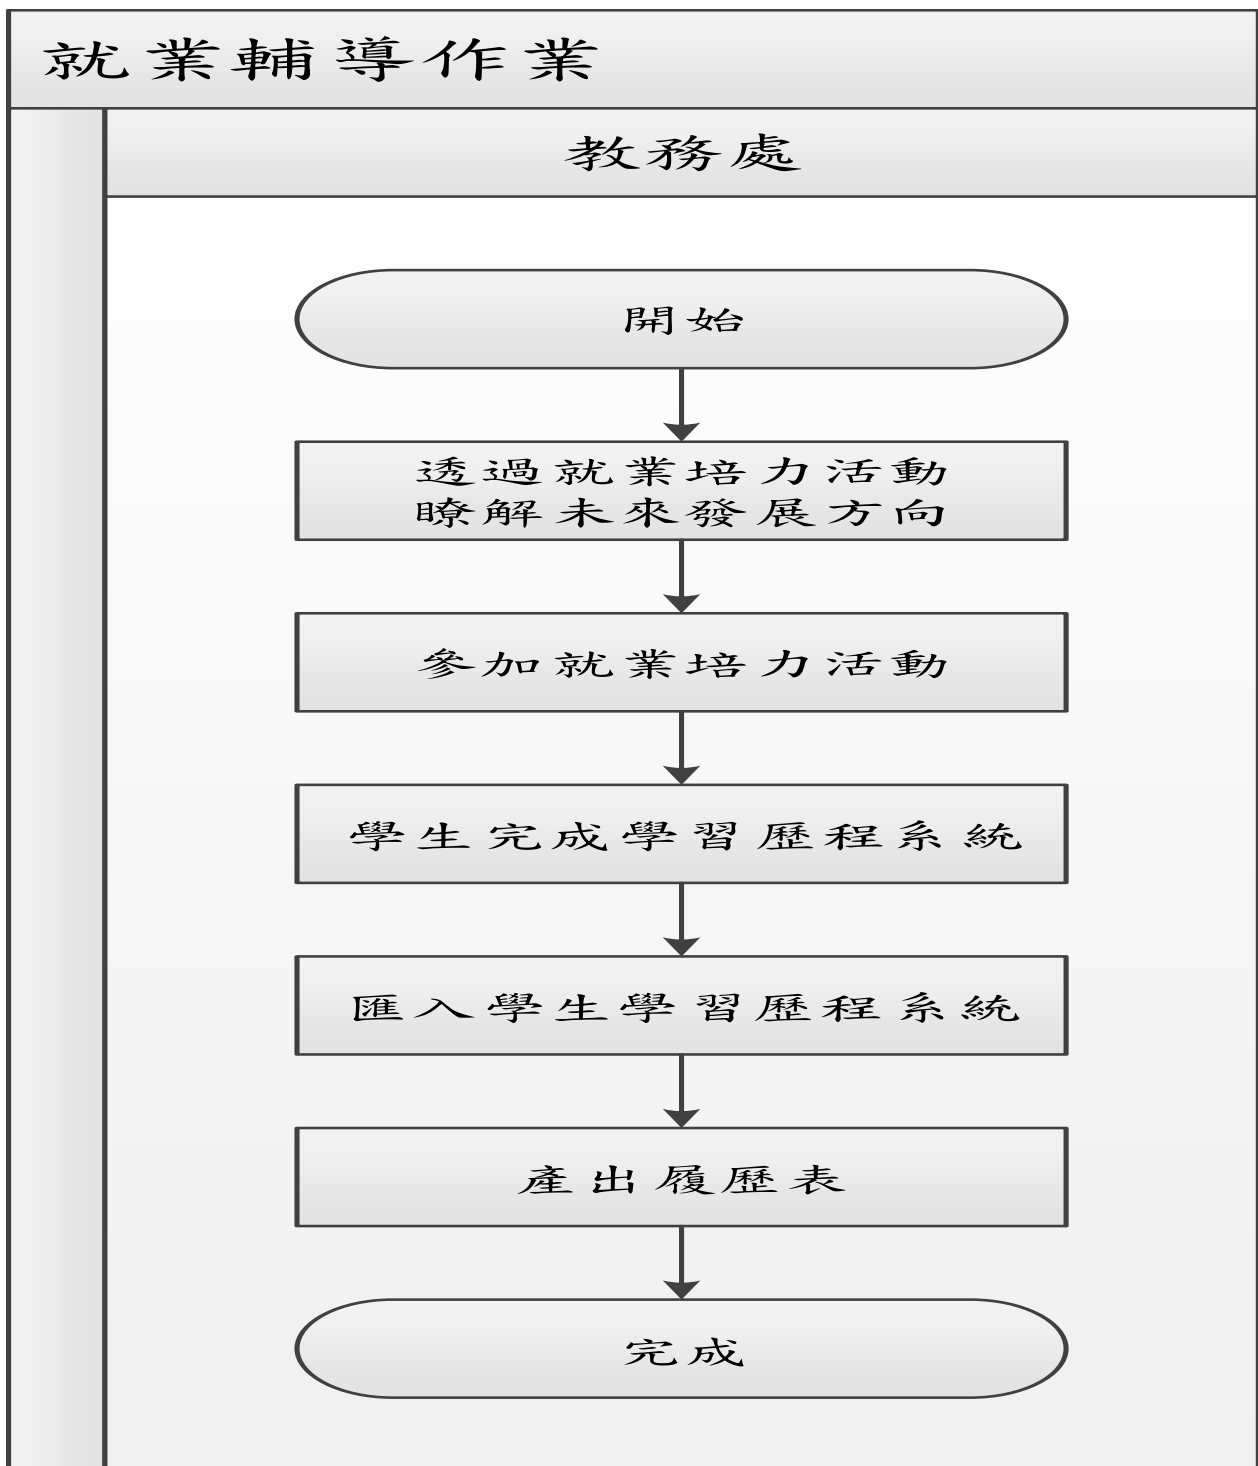 就業輔導作業
教務處
開始
透過就業培力活動
瞭解未來發展方向
參加就業培力活動
學生完成學習歷程系統
匯入學生學習歷程系統
產出履歷表
完成